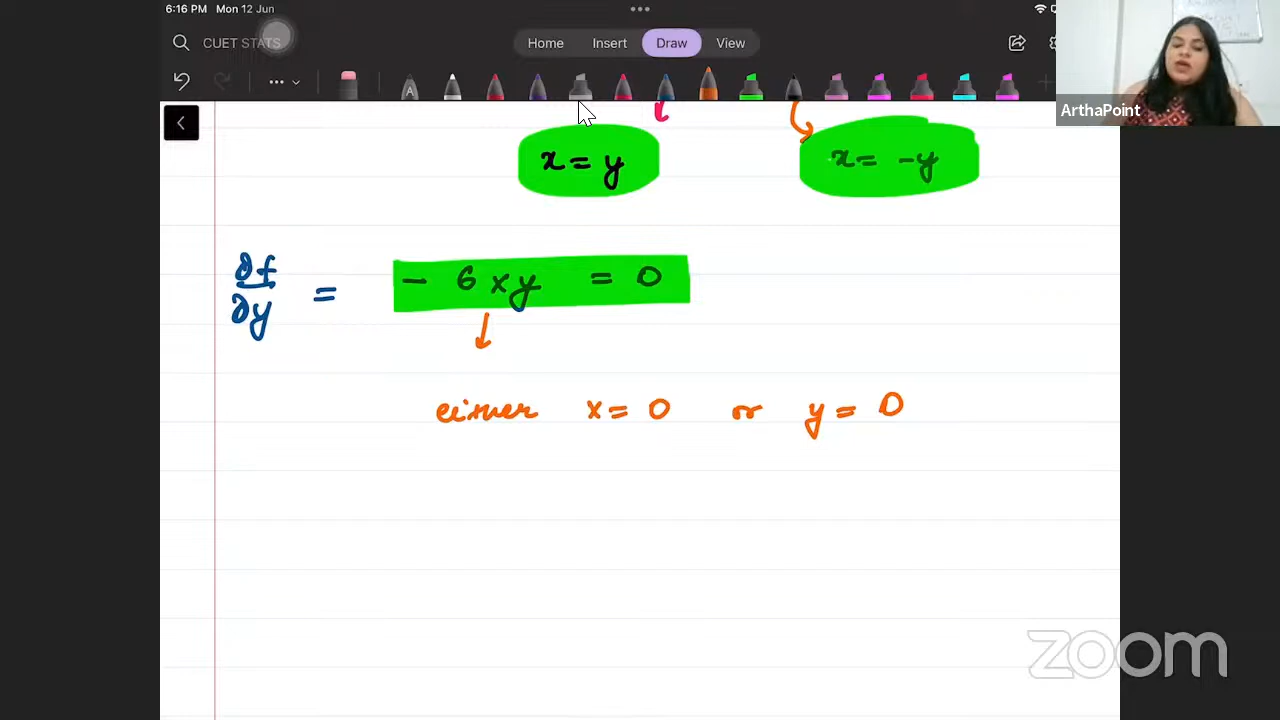 6:16 PM Mon 12 Jun
CUET STATS
Home Insert Draw View
A
ArthaPoint
x = y
x = -y
∂f/∂y = - 6xy = 0
either x = 0 or y = 0
zoom